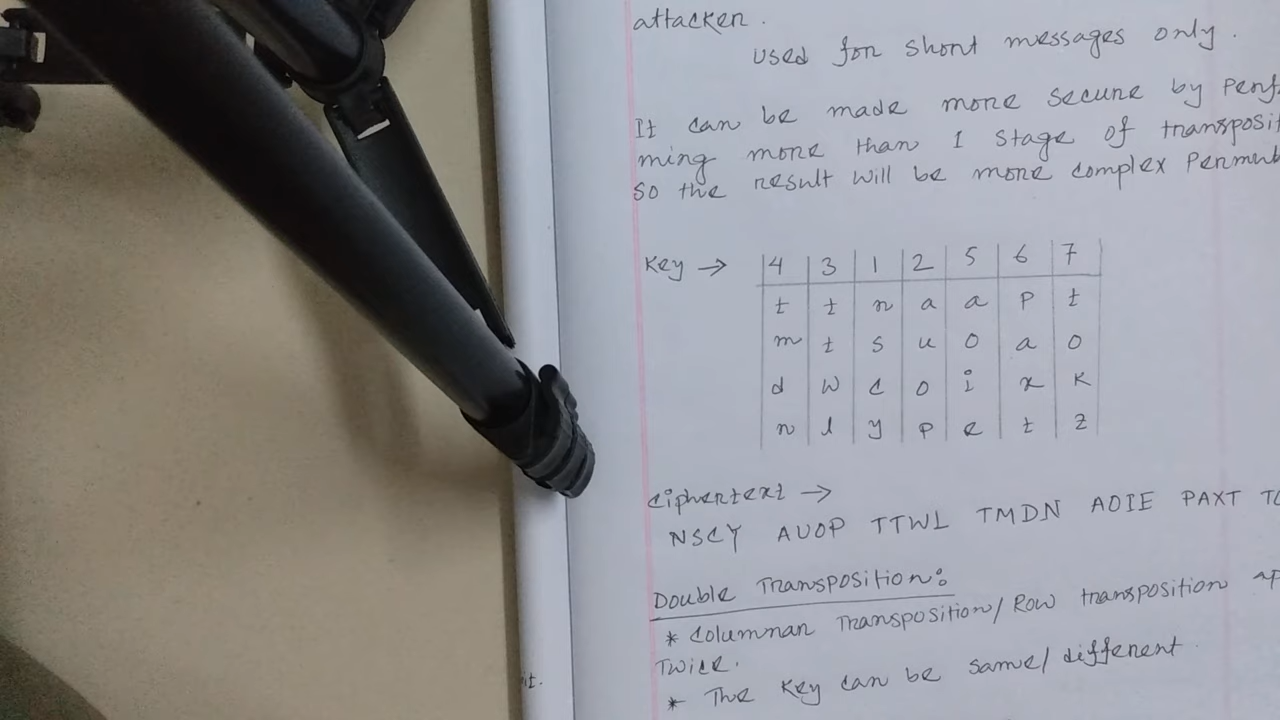 attacker.
used for short messages only.
It can be made more secure by
ming more than 1 stage of
so the result will be more complex
Key → 4 3 1 2 5 6 7
t t n a a p t
m t s u o a o
d w c o i x k
n l y p e t z
ciphertext →
NSCY AUOP TTWL TMDN AOIE PAXT
Double Transposition:
* Columnar Transposition/Row transposition
Twice.
it.
* The key can be same/different